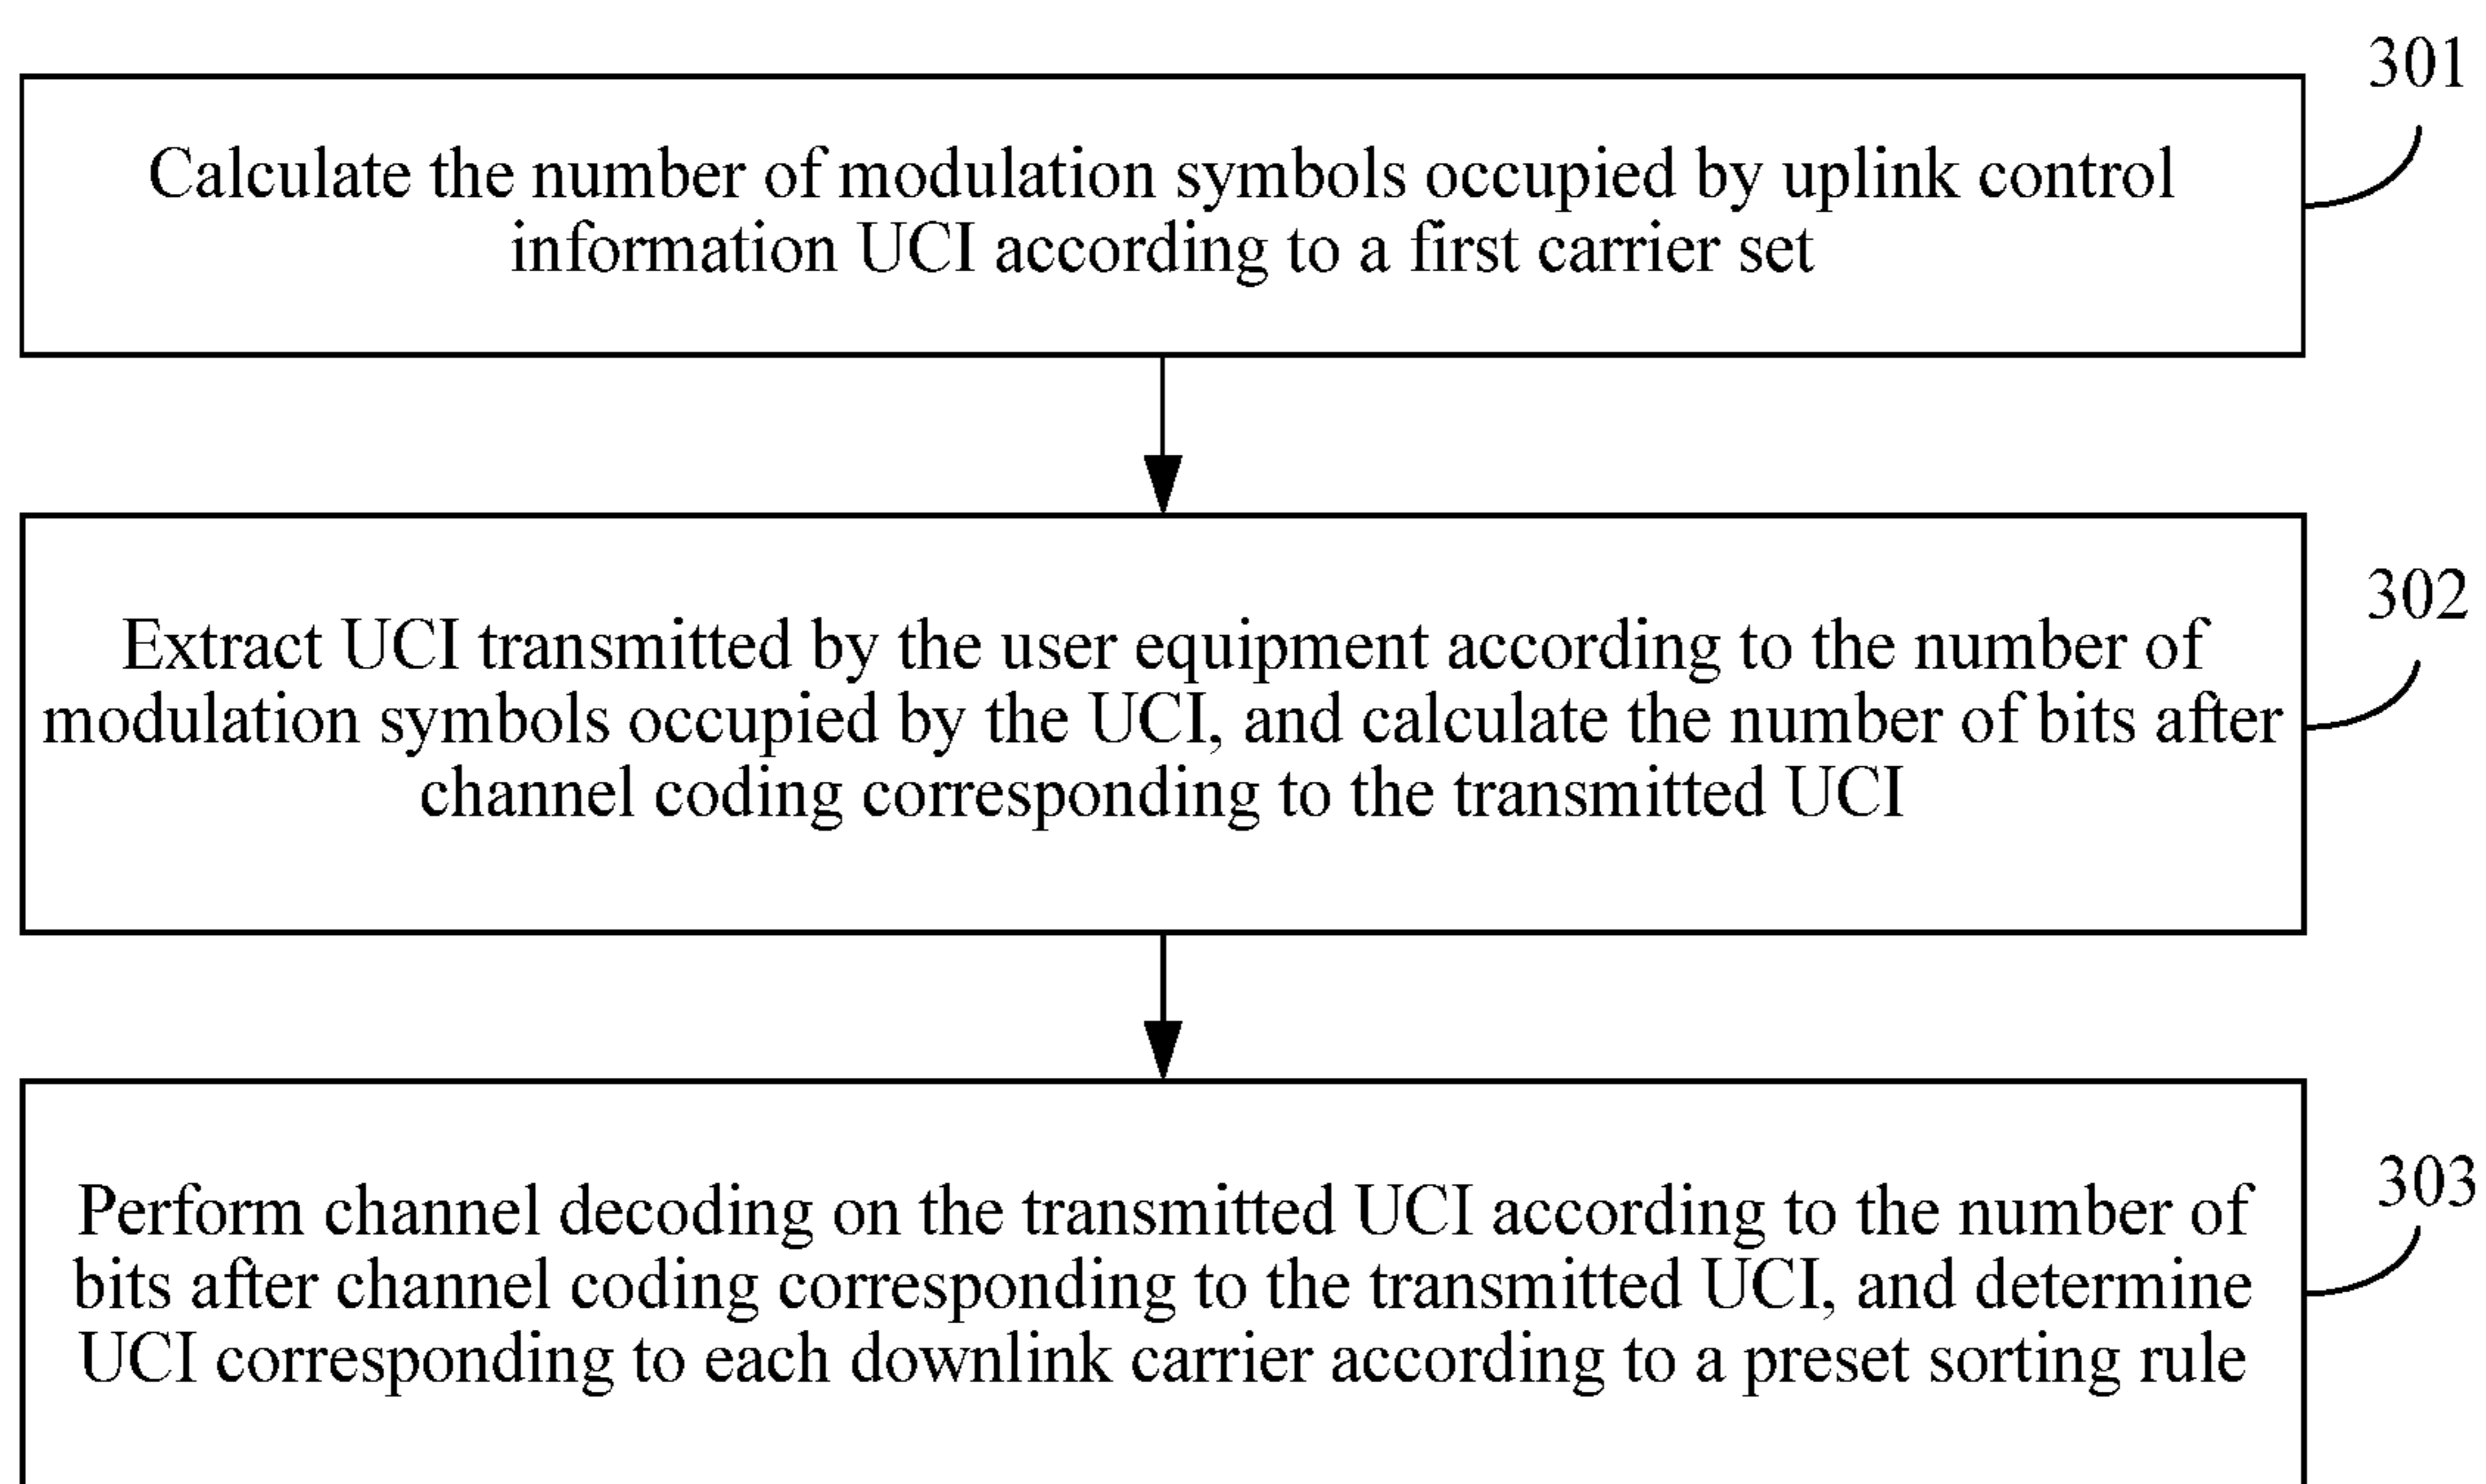 301
Calculate the number of modulation symbols occupied by uplink control
information UCI according to a first carrier set
302
Extract UCI transmitted by the user equipment according to the number of
modulation symbols occupied by the UCI, and calculate the number of bits after
channel coding corresponding to the transmitted UCI
303
Perform channel decoding on the transmitted UCI according to the number of
bits after channel coding corresponding to the transmitted UCI, and determine
UCI corresponding to each downlink carrier according to a preset sorting rule